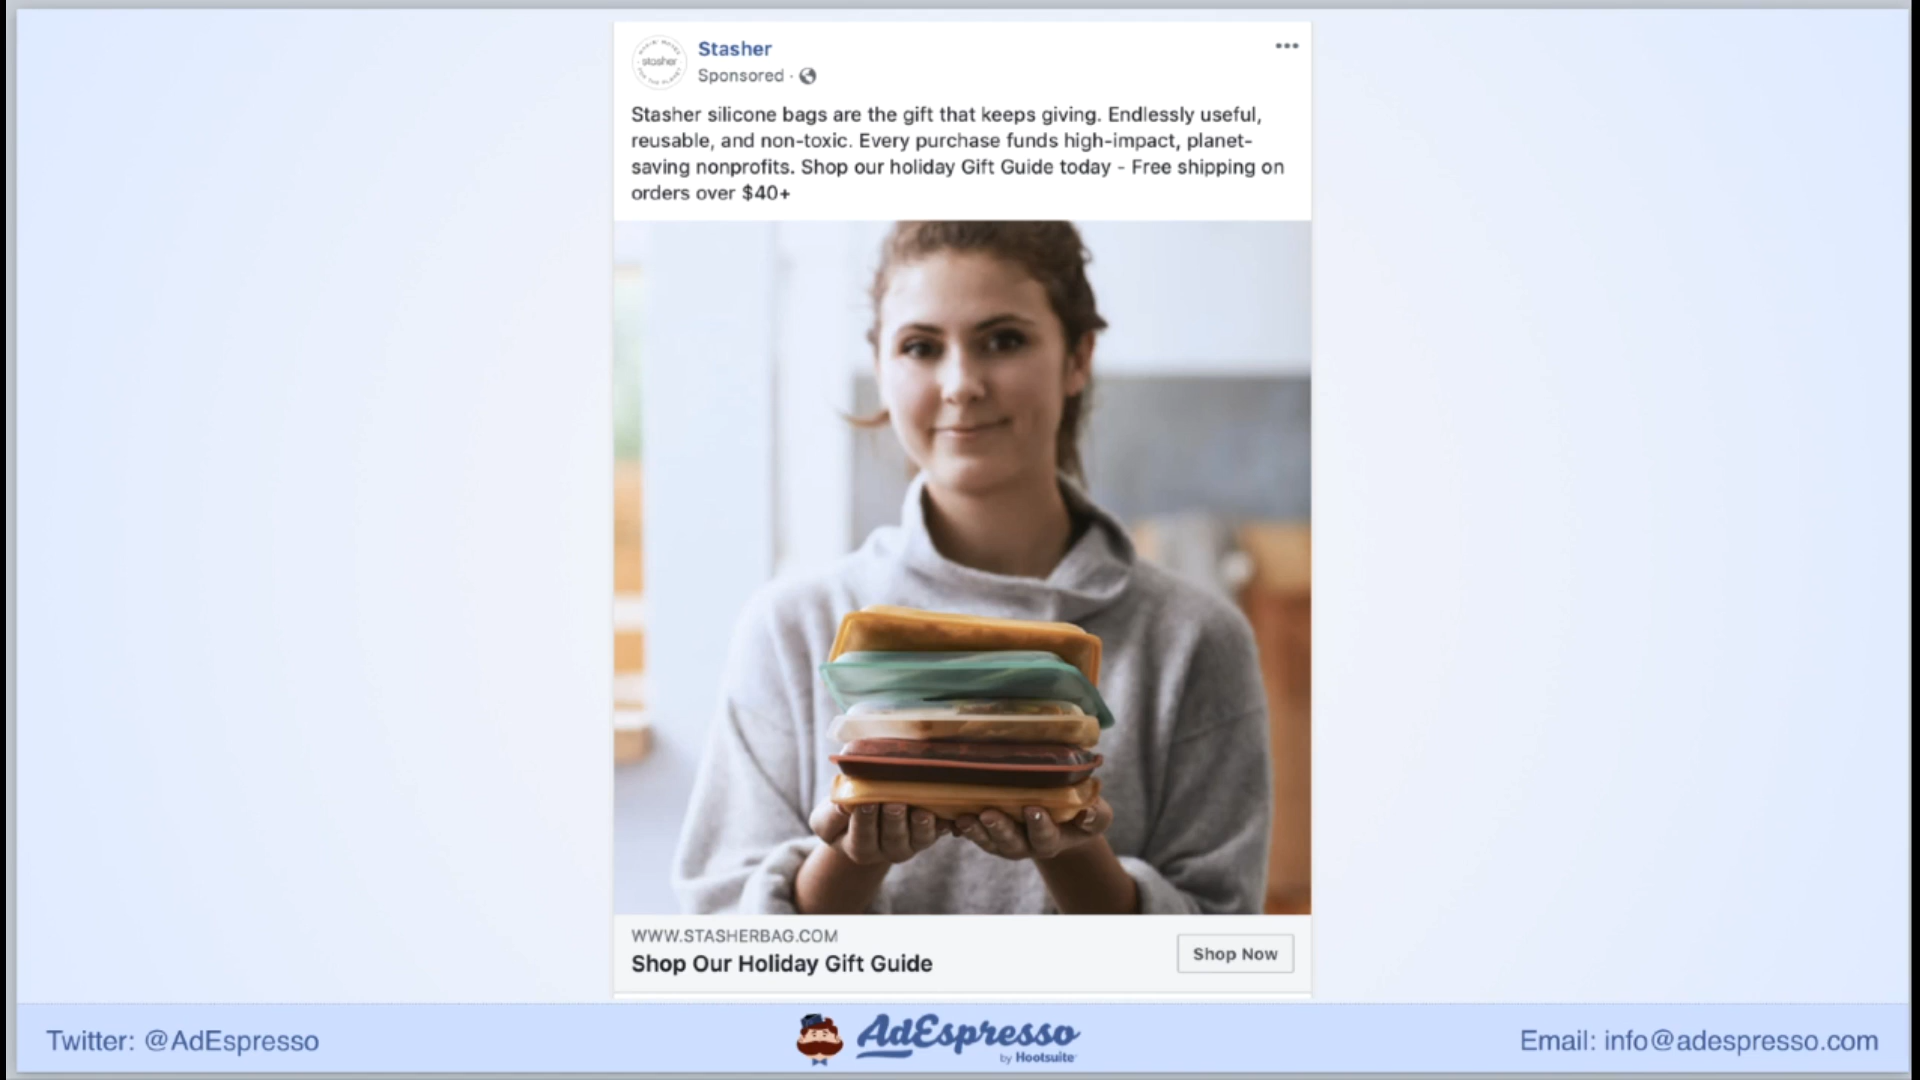 Stasher
Sponsored ·
stasher
Stasher silicone bags are the gift that keeps giving. Endlessly useful,
reusable, and non-toxic. Every purchase funds high-impact, planet-
saving nonprofits. Shop our holiday Gift Guide today - Free shipping on
orders over $40+
WWW.STASHERBAG.COM
Shop Our Holiday Gift Guide
Shop Now
Twitter: @AdEspresso
AdEspresso
by Hootsuite
Email: info@adespresso.com